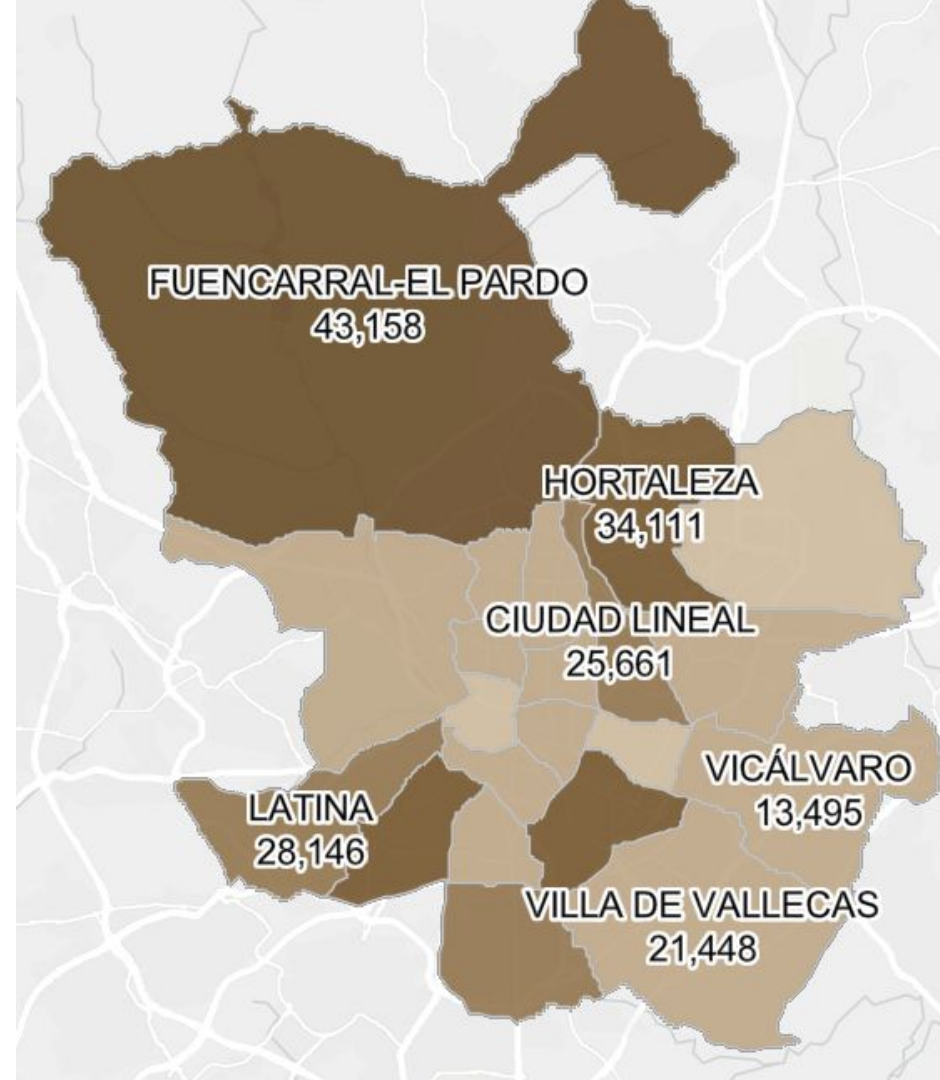 FUENCARRAL-EL PARDO
43,158
HORTALEZA
34,111
CIUDAD LINEAL
25,661
VICÁLVARO
13,495
LATINA
28,146
VILLA DE VALLECAS
21,448